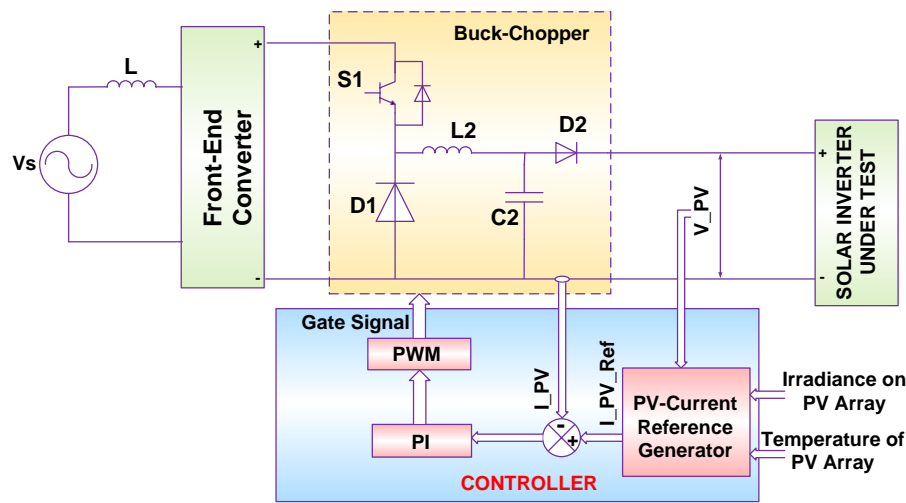 Buck-Chopper
L
+
S1
Vs
Front-End
Converter
L2
D2
D1
C2
-
V_PV
+
-
SOLAR INVERTER
UNDER TEST
Gate Signal
PWM
PI
I_PV
-
+
I_PV_Ref
PV-Current
Reference
Generator
Irradiance on
PV Array
Temperature of
PV Array
CONTROLLER